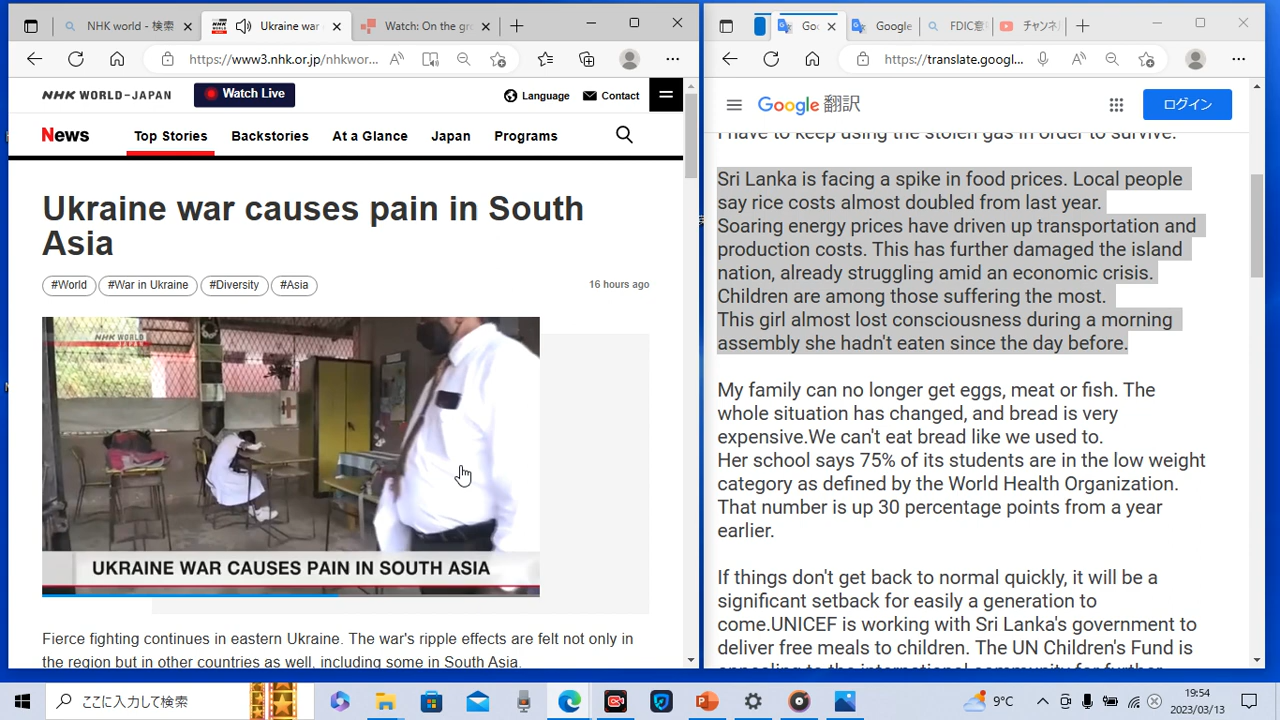 NHK world - 検索
Ukraine war
Watch: On the gr
https://www3.nhk.or.jp/nhkwor...
NHK WORLD-JAPAN
Watch Live
Language
Contact
News
Top Stories
Backstories
At a Glance
Japan
Programs
Ukraine war causes pain in South
Asia
#World
#War in Ukraine
#Diversity
#Asia
16 hours ago
NHK WORLD
UKRAINE WAR CAUSES PAIN IN SOUTH ASIA
Fierce fighting continues in eastern Ukraine. The war's ripple effects are felt not only in
the region but in other countries as well, including some in South Asia.
Goo
Google
FDIC意
チャンネ
https://translate.googl...
Google 翻訳
ログイン
I have to keep using the stolen gas in order to survive.
Sri Lanka is facing a spike in food prices. Local people
say rice costs almost doubled from last year.
Soaring energy prices have driven up transportation and
production costs. This has further damaged the island
nation, already struggling amid an economic crisis.
Children are among those suffering the most.
This girl almost lost consciousness during a morning
assembly she hadn't eaten since the day before.
My family can no longer get eggs, meat or fish. The
whole situation has changed, and bread is very
expensive.We can't eat bread like we used to.
Her school says 75% of its students are in the low weight
category as defined by the World Health Organization.
That number is up 30 percentage points from a year
earlier.
If things don't get back to normal quickly, it will be a
significant setback for easily a generation to
come.UNICEF is working with Sri Lanka's government to
deliver free meals to children. The UN Children's Fund is
appealing to the international community for further
ここに入力して検索
9°C
19:54
2023/03/13